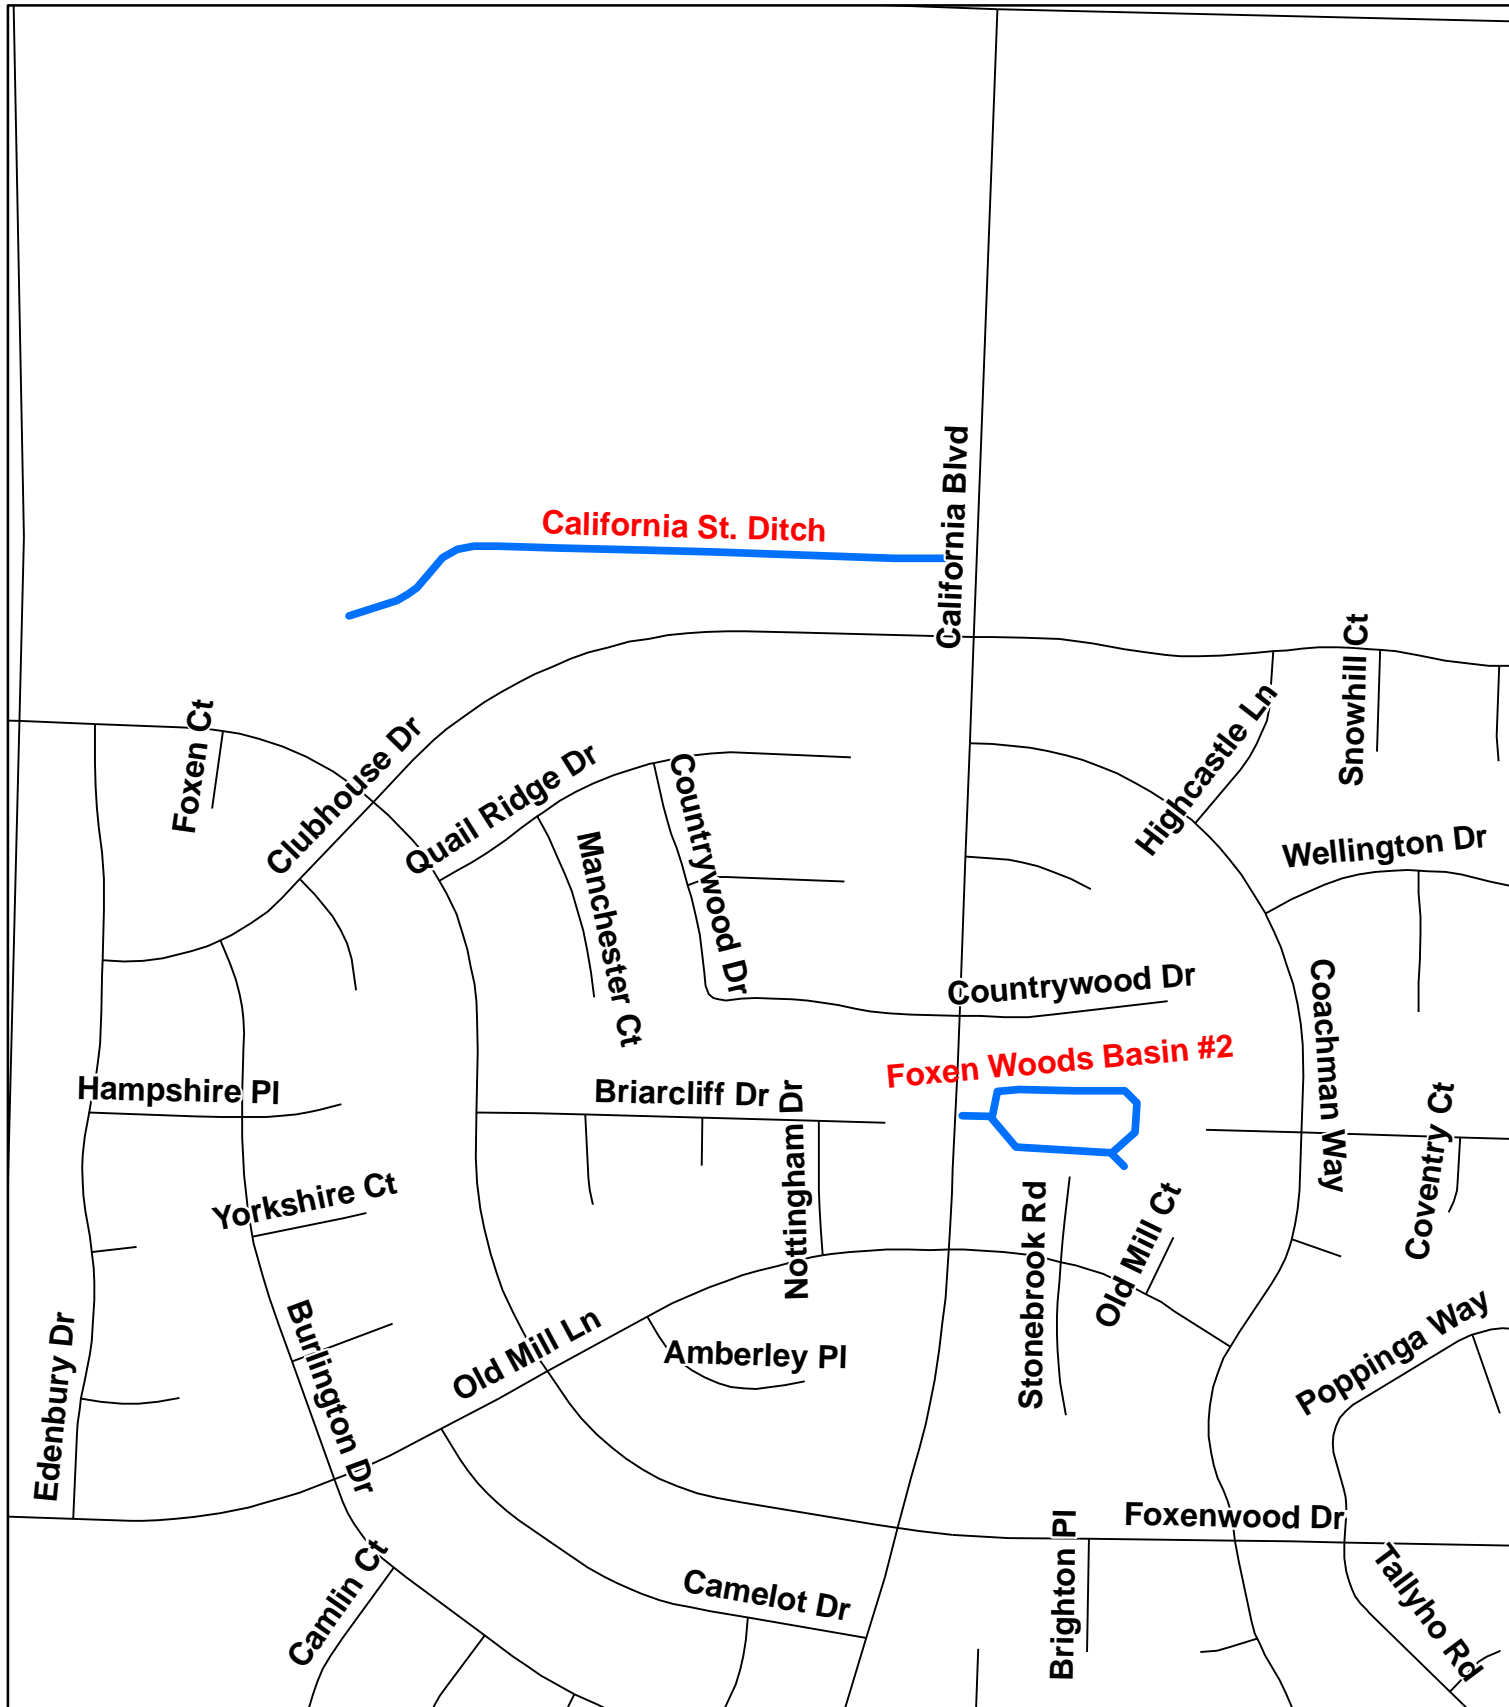 California Blvd
California St. Ditch
Snowhill Ct
Foxen Ct
Clubhouse Dr
Highcastle Ln
Quail Ridge Dr
Countrywood Dr
Manchester Ct
Wellington Dr
Countrywood Dr
Coachman Way
Foxen Woods Basin #2
Hampshire Pl
Briarcliff Dr
Nottingham Dr
Coventry Ct
Yorkshire Ct
Stonebrook Rd
Old Mill Ct
Edenbury Dr
Burlington Dr
Old Mill Ln
Amberley Pl
Poppinga Way
Foxenwood Dr
Brighton Pl
Camlin Ct
Camelot Dr
Tallyho Rd